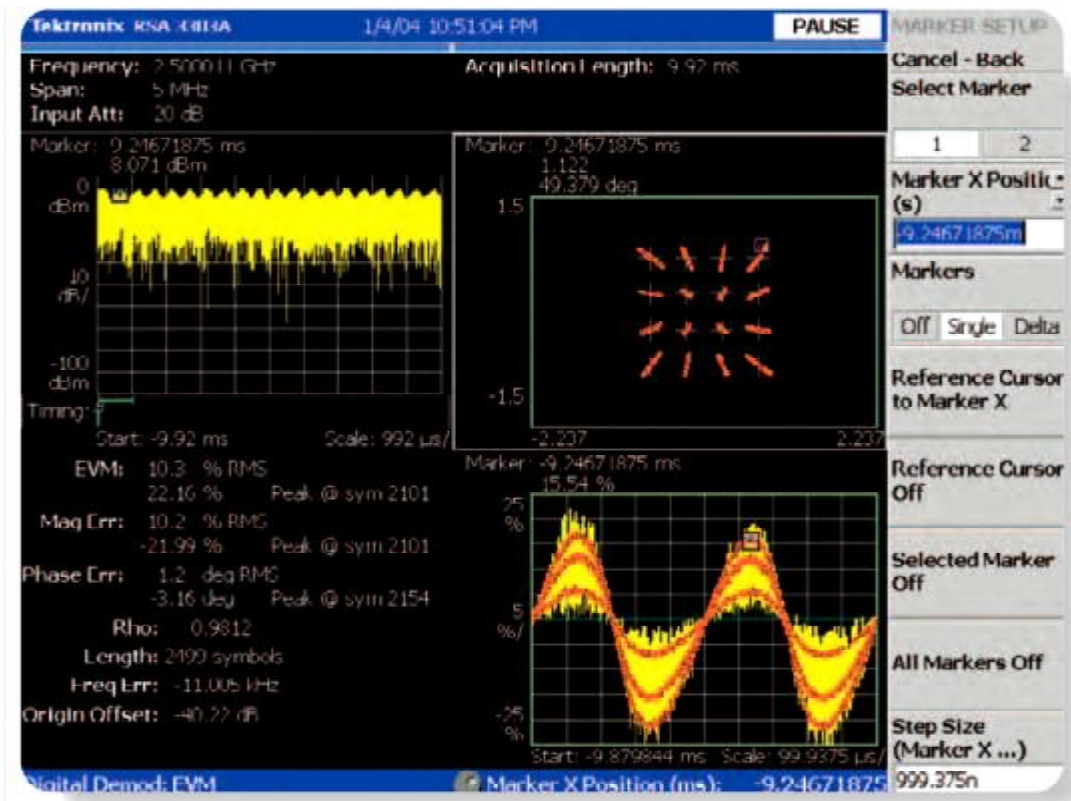 Tektronix RSA 3303A 1/4/04 10:51:04 PM PAUSE
Frequency: 2.500011 GHz
Span: 5 MHz
Input Att: 20 dB
Acquisition Length: 9.92 ms
Marker: -9.24671875 ms
8.071 dBm
0
dBm
10
dB/
-100
dBm
Timing:
Start: -9.92 ms Scale: 992 µs/
Marker: -9.24671875 ms
1.122
49.379 deg
1.5
-1.5
-2.237 2.237
EVM: 10.3 % RMS
22.16 % Peak @ sym 2101
Mag Err: 10.2 % RMS
-21.99 % Peak @ sym 2101
Phase Err: 1.2 deg RMS
-3.16 deg Peak @ sym 2154
Rho: 0.9812
Length: 2499 symbols
Freq Err: -11.005 kHz
Origin Offset: -40.22 dB
Marker: -9.24671875 ms
15.54 %
25
%
5
%/
-25
%
Start: -9.879844 ms Scale: 99.9375 µs/
Digital Demod: EVM Marker X Position (ms): -9.24671875
MARKER SETUP
Cancel - Back
Select Marker
1 2
Marker X Positic
(s)
-9.24671875m
Markers
Off Single Delta
Reference Cursor
to Marker X
Reference Cursor
Off
Selected Marker
Off
All Markers Off
Step Size
(Marker X ...)
999.375n